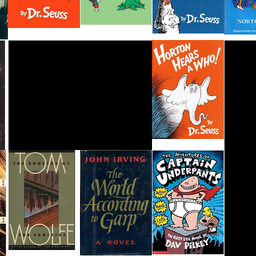 by Dr. Seuss
by Dr. Seuss
NORT
HORTON
HEARS
A WHO!
By Dr. Seuss
TOM
WOLFE
JOHN IRVING
The
World
According
to Garp
A NOVEL
THE ADVENTURES OF
CAPTAIN
UNDERPANTS
DAV PILKEY